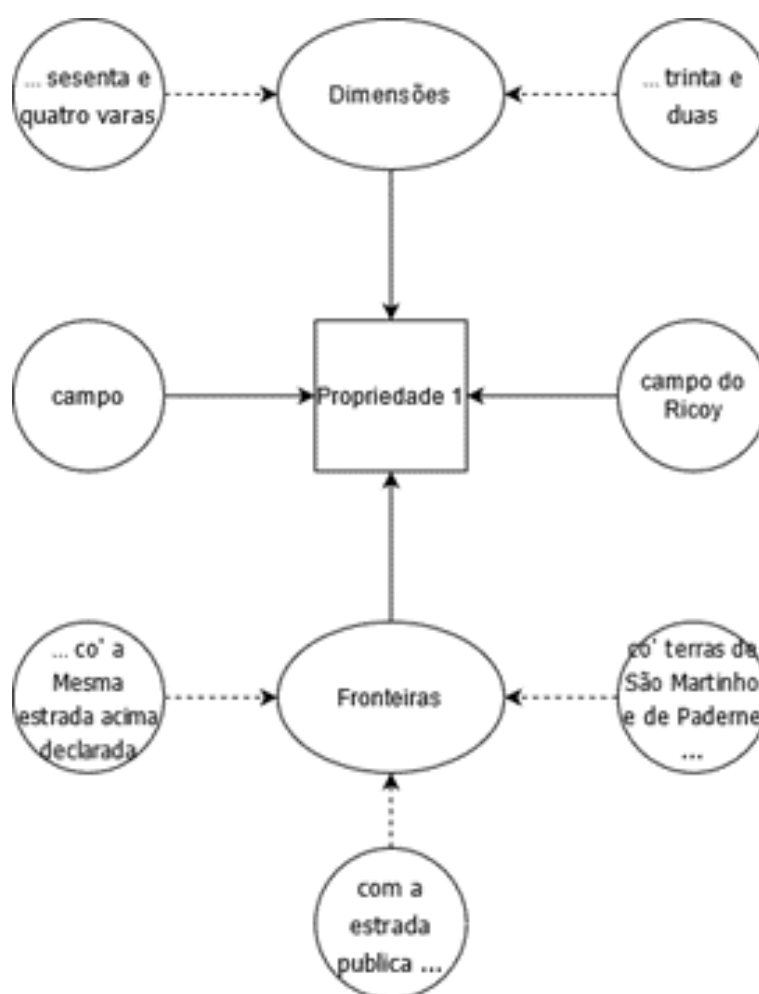 ... sesenta e
quatro varas
Dimensões
... trinta e
duas
campo
Propriedade 1
campo do
Ricoy
... co' a
Mesma
estrada acima
declarada
Fronteiras
co' terras de
São Martinho
e de Paderne
...
com a
estrada
publica ...